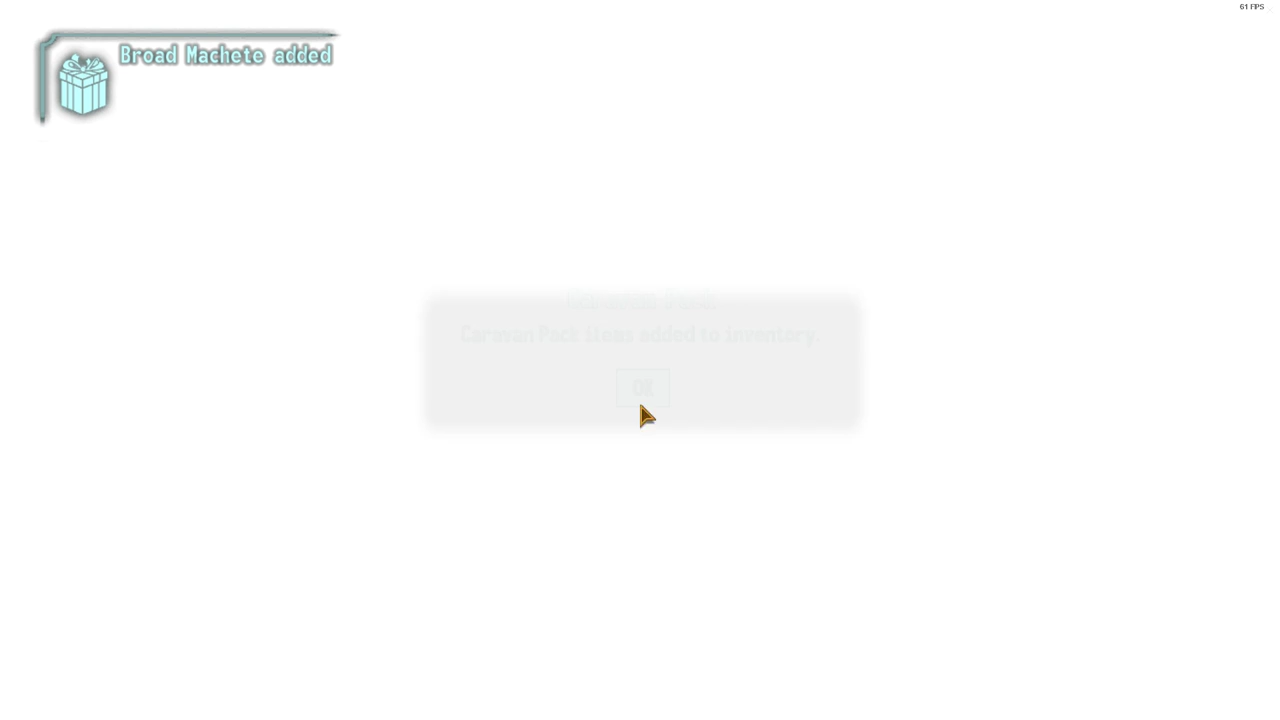 61 FPS
Broad Machete added
Caravan Pack
Caravan Pack items added to inventory.
OK